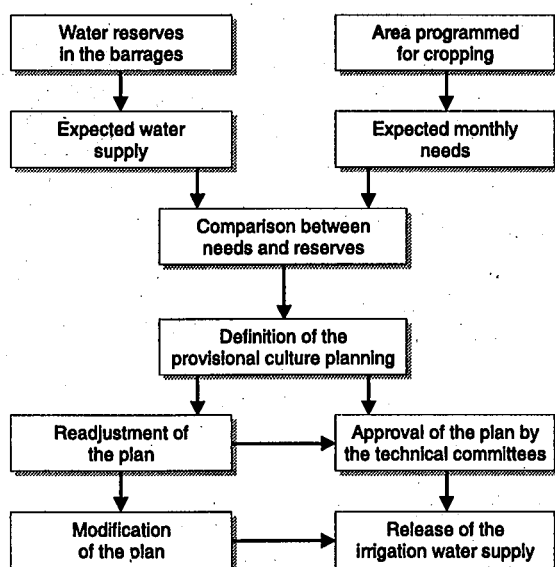 Water reserves
in the barrages
Area programmed
for cropping
Expected water
supply
Expected monthly
needs
Comparison between
needs and reserves
Definition of the
provisional culture planning
Readjustment of
the plan
Approval of the plan by
the technical committees
Modification
of the plan
Release of the
irrigation water supply